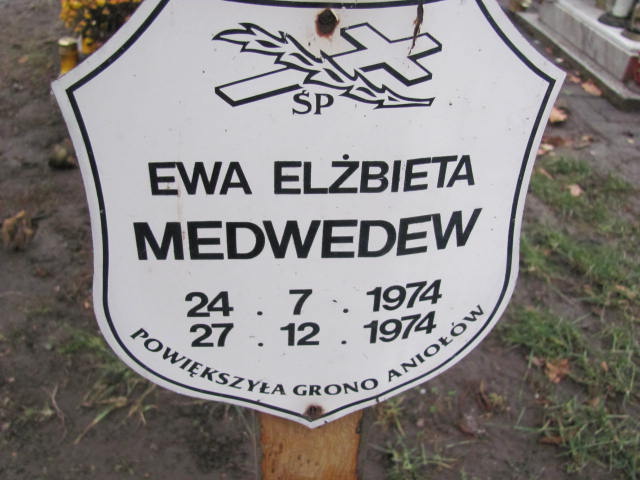 ŚP
EWA ELŻBIETA
MEDWEDEW
24 . 7 . 1974
27 . 12 . 1974
POWIĘKSZYŁA GRONO ANIOŁÓW